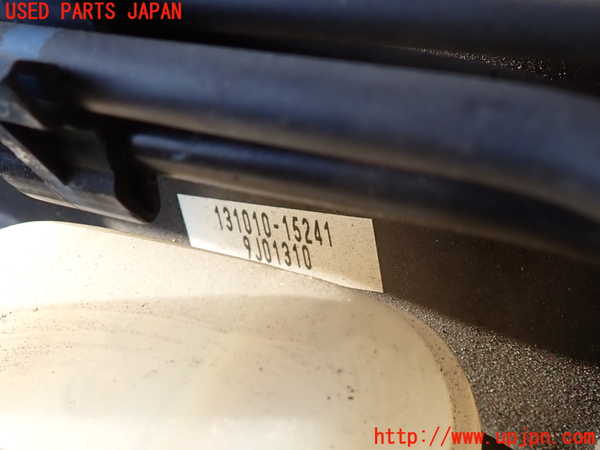 USED PARTS JAPAN
131010-15241
9J01310
http://www.upjpn.com